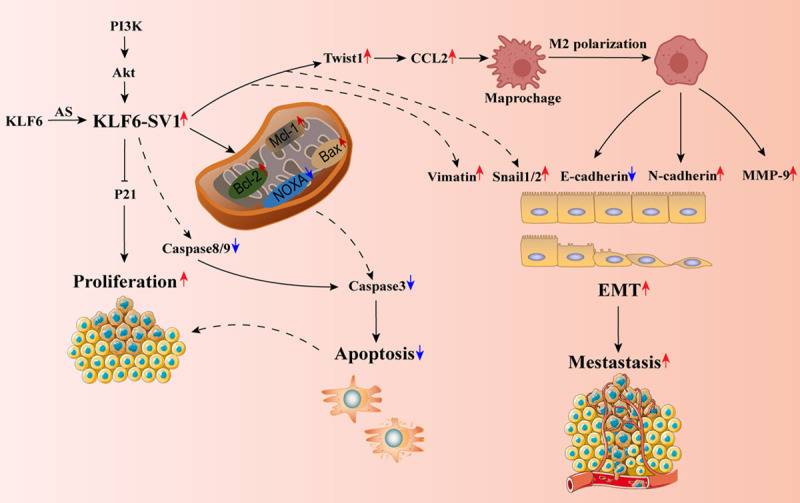 PI3K
Akt
KLF6
AS
KLF6-SV1
P21
Proliferation
Twist1
CCL2
Maprochage
M2 polarization
Mcl-1
Bax
Bcl-2
NOXA
Vimatin
Snail1/2
E-cadherin
N-cadherin
MMP-9
Caspase8/9
Caspase3
Apoptosis
EMT
Mestastasis